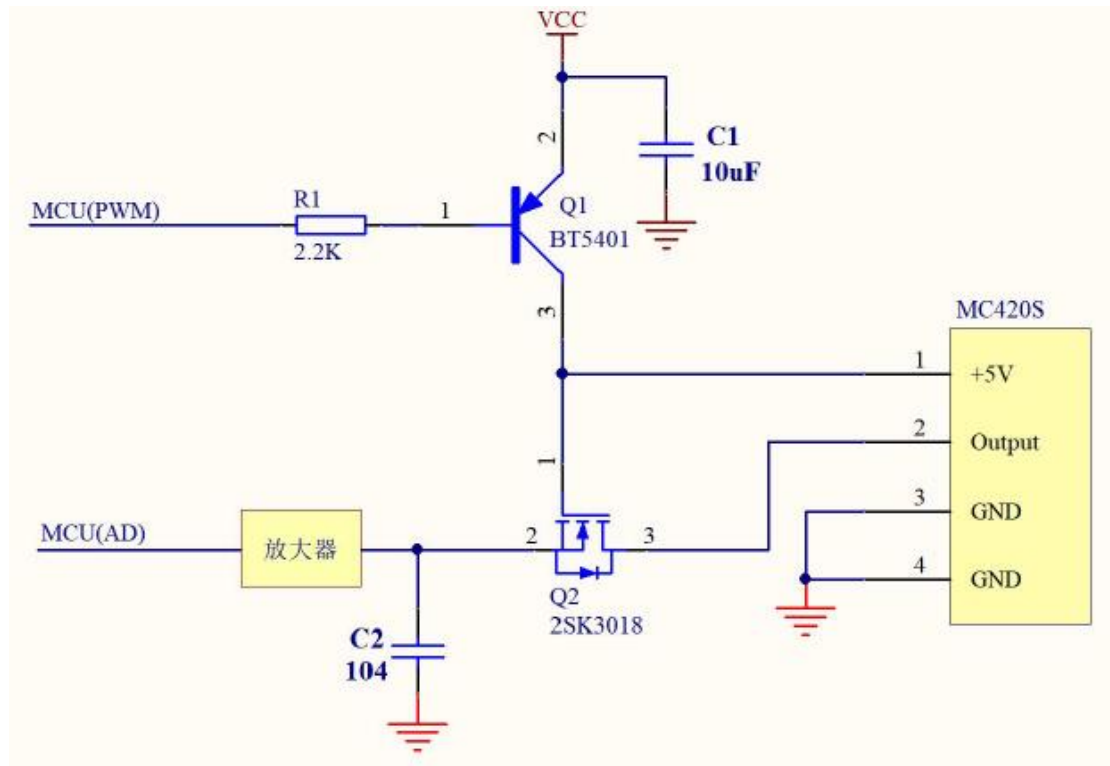 VCC
2
C1
10uF
MCU(PWM)
R1
2.2K
1
Q1
BT5401
3
MC420S
1
+5V
2
Output
3
GND
4
GND
1
MCU(AD)
放大器
2
3
Q2
2SK3018
C2
104